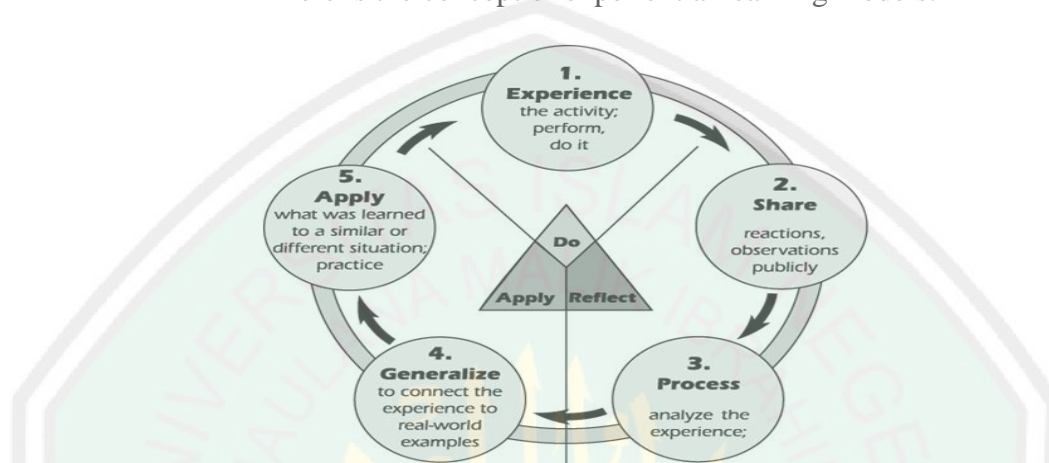 1.
Experience
the activity;
perform,
do it
2.
Share
reactions,
observations
publicly
3.
Process
analyze the
experience;
4.
Generalize
to connect the
experience to
real-world
examples
5.
Apply
what was learned
to a similar or
different situation;
practice
Do
Apply Reflect